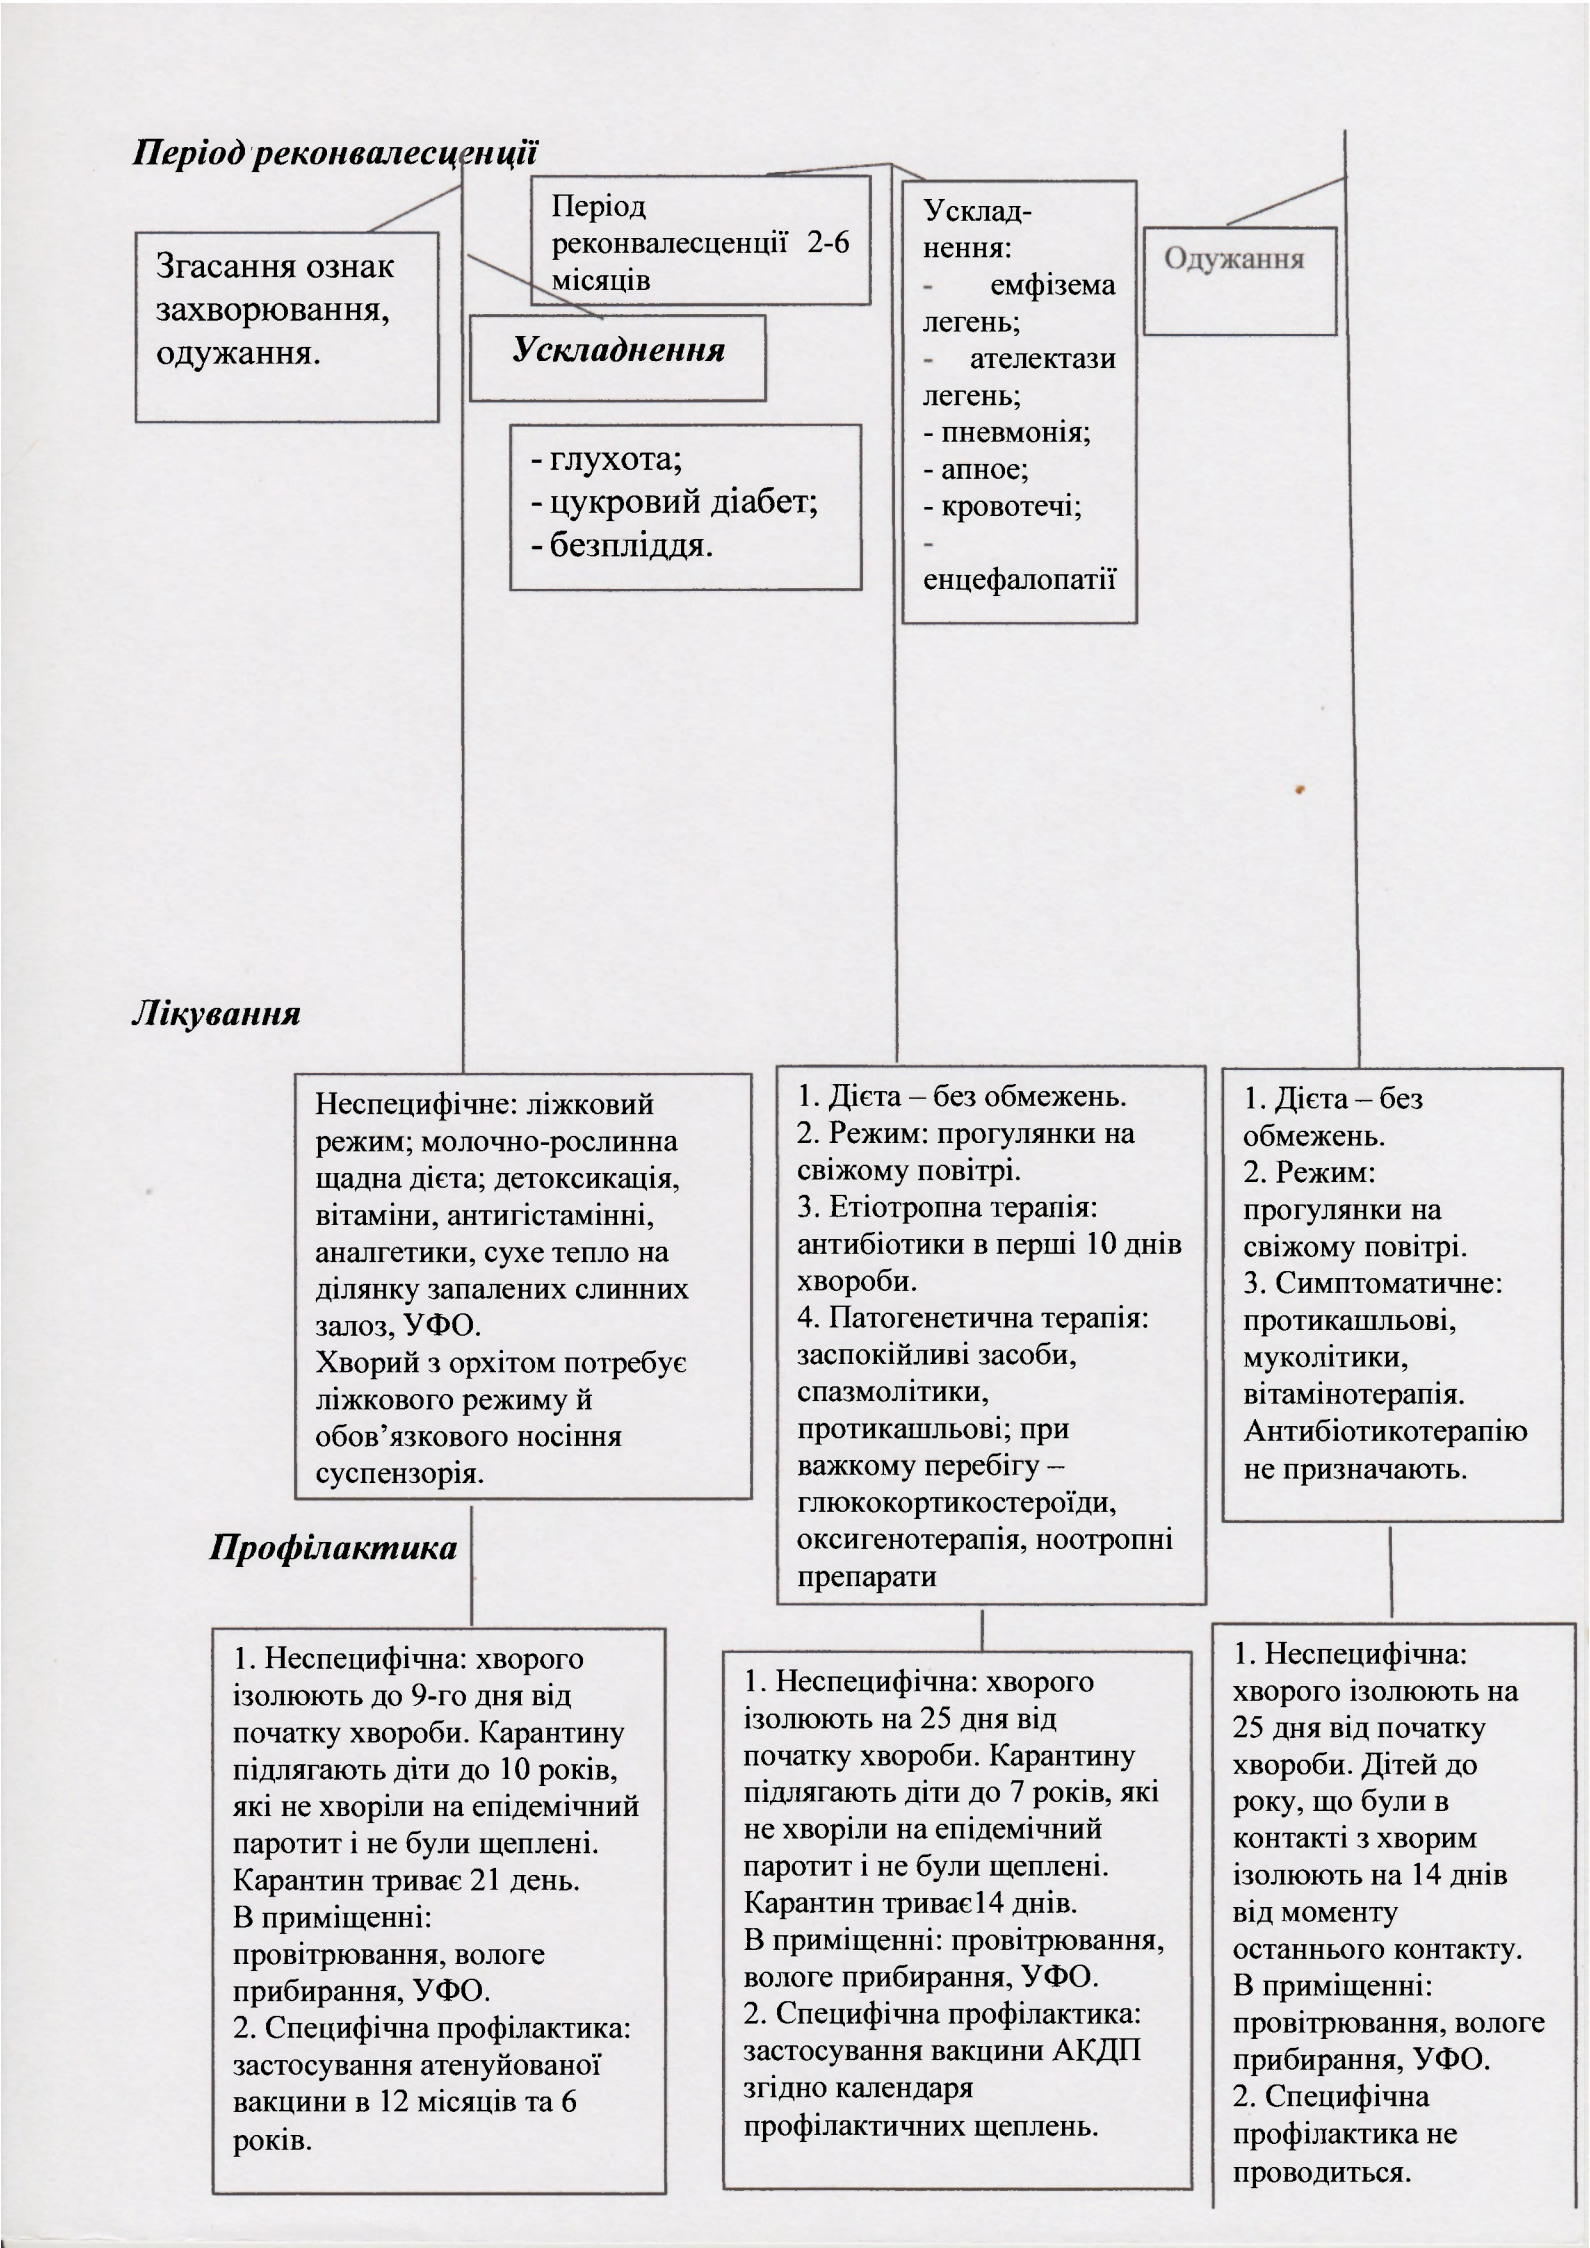 Період реконвалесценції
Згасання ознак
захворювання,
одужання.
Період
реконвалесценції 2-6
місяців
Ускладнення
- глухота;
- цукровий діабет;
- безпліддя.
Усклад-
нення:
- емфізема
легень;
- ателектази
легень;
- пневмонія;
- апное;
- кровотечі;
-
енцефалопатії
Одужання
Лікування
Неспецифічне: ліжковий
режим; молочно-рослинна
щадна дієта; детоксикація,
вітаміни, антигістамінні,
аналгетики, сухе тепло на
ділянку запалених слинних
залоз, УФО.
Хворий з орхітом потребує
ліжкового режиму й
обов’язкового носіння
суспензорія.
1. Дієта – без обмежень.
2. Режим: прогулянки на
свіжому повітрі.
3. Етіотропна терапія:
антибіотики в перші 10 днів
хвороби.
4. Патогенетична терапія:
заспокійливі засоби,
спазмолітики,
протикашльові; при
важкому перебігу –
глюкокортикостероїди,
оксигенотерапія, ноотропні
препарати
1. Дієта – без
обмежень.
2. Режим:
прогулянки на
свіжому повітрі.
3. Симптоматичне:
протикашльові,
муколітики,
вітамінотерапія.
Антибіотикотерапію
не призначають.
Профілактика
1. Неспецифічна: хворого
ізолюють до 9-го дня від
початку хвороби. Карантину
підлягають діти до 10 років,
які не хворіли на епідемічний
паротит і не були щеплені.
Карантин триває 21 день.
В приміщенні:
провітрювання, вологе
прибирання, УФО.
2. Специфічна профілактика:
застосування атенуйованої
вакцини в 12 місяців та 6
років.
1. Неспецифічна: хворого
ізолюють на 25 дня від
початку хвороби. Карантину
підлягають діти до 7 років, які
не хворіли на епідемічний
паротит і не були щеплені.
Карантин триває14 днів.
В приміщенні: провітрювання,
вологе прибирання, УФО.
2. Специфічна профілактика:
застосування вакцини АКДП
згідно календаря
профілактичних щеплень.
1. Неспецифічна:
хворого ізолюють на
25 дня від початку
хвороби. Дітей до
року, що були в
контакті з хворим
ізолюють на 14 днів
від моменту
останнього контакту.
В приміщенні:
провітрювання, вологе
прибирання, УФО.
2. Специфічна
профілактика не
проводиться.